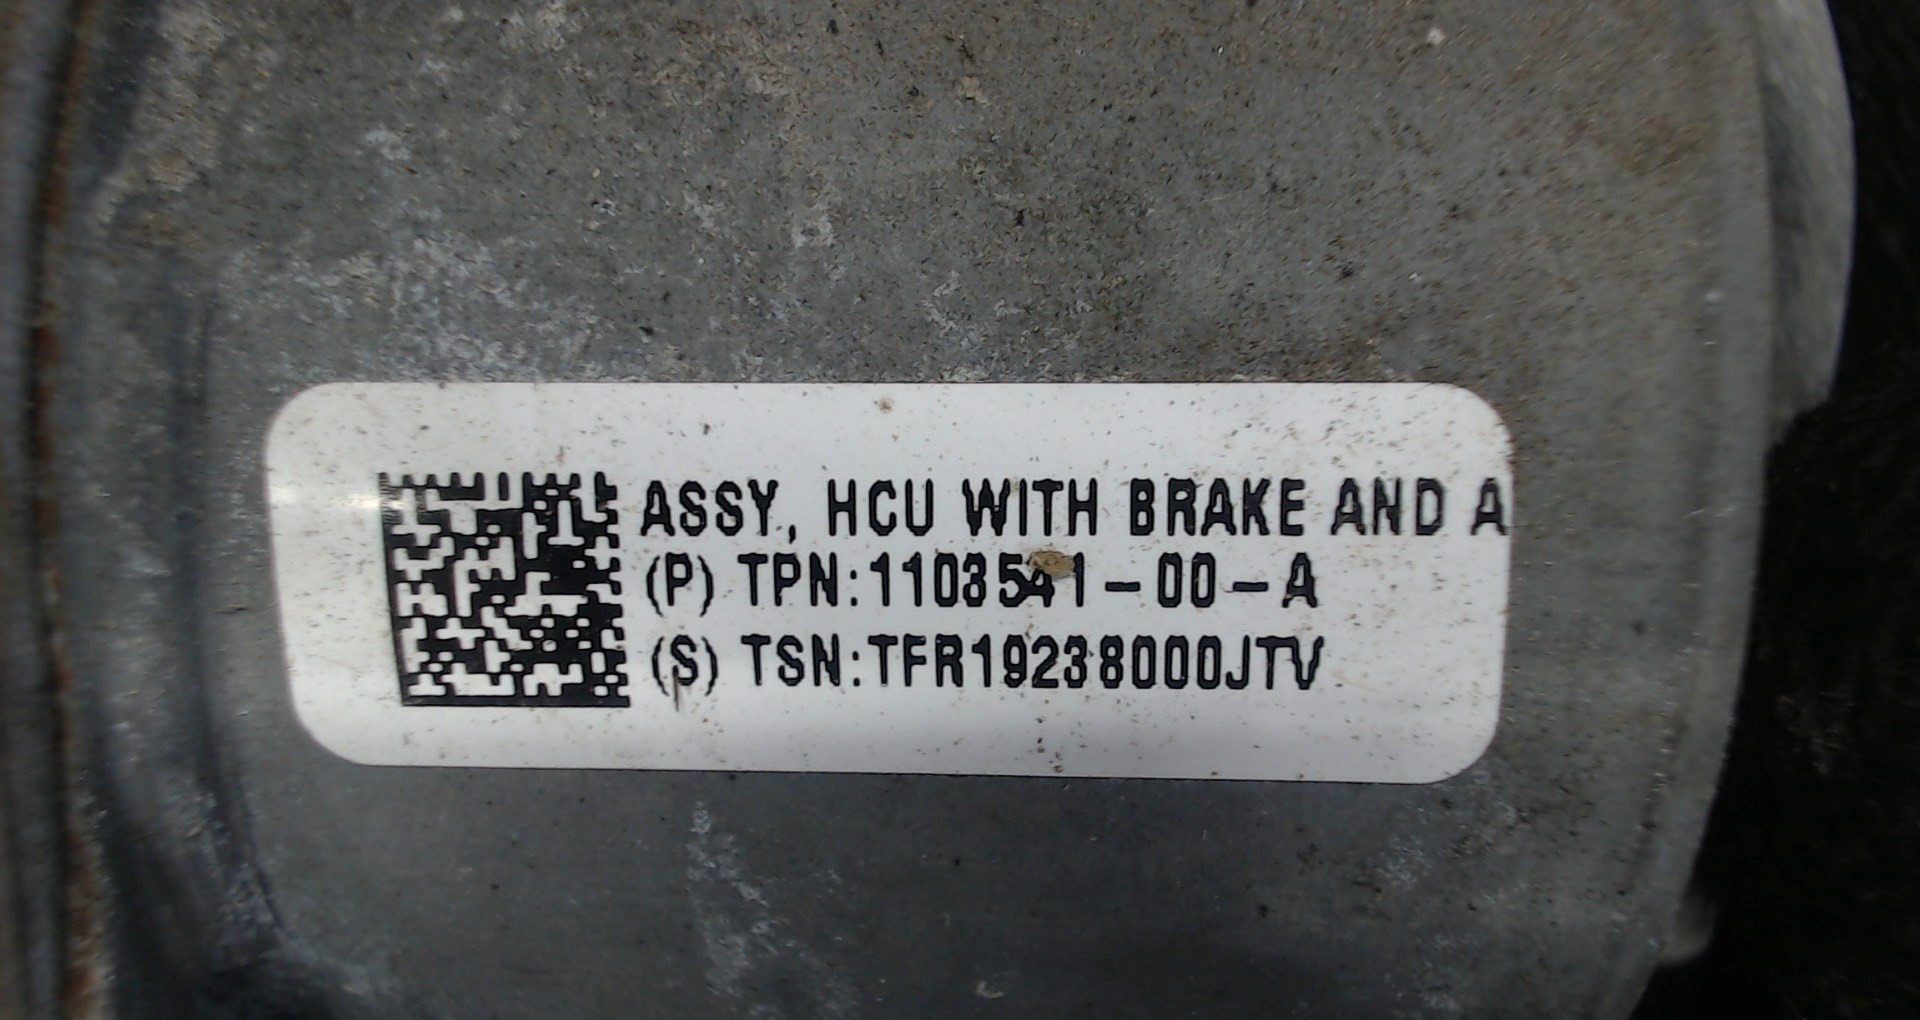 ASSY, HCU WITH BRAKE AND A
(P) TPN:1103541-00-A
(S) TSN:TFR19238000JTV